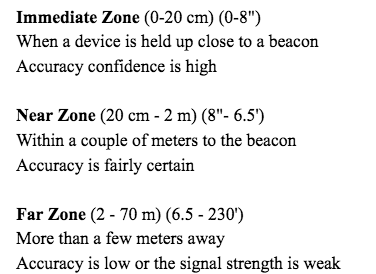 Immediate Zone (0-20 cm) (0-8")
When a device is held up close to a beacon
Accuracy confidence is high
Near Zone (20 cm - 2 m) (8"- 6.5')
Within a couple of meters to the beacon
Accuracy is fairly certain
Far Zone (2 - 70 m) (6.5 - 230')
More than a few meters away
Accuracy is low or the signal strength is weak